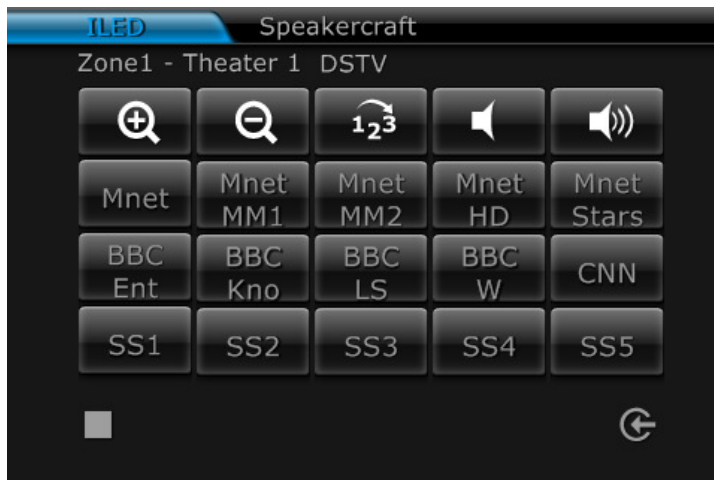 ILED Speakercraft
Zone1 - Theater 1 DSTV
123
Mnet Mnet MM1 Mnet MM2 Mnet HD Mnet Stars
BBC Ent BBC Kno BBC LS BBC W CNN
SS1 SS2 SS3 SS4 SS5